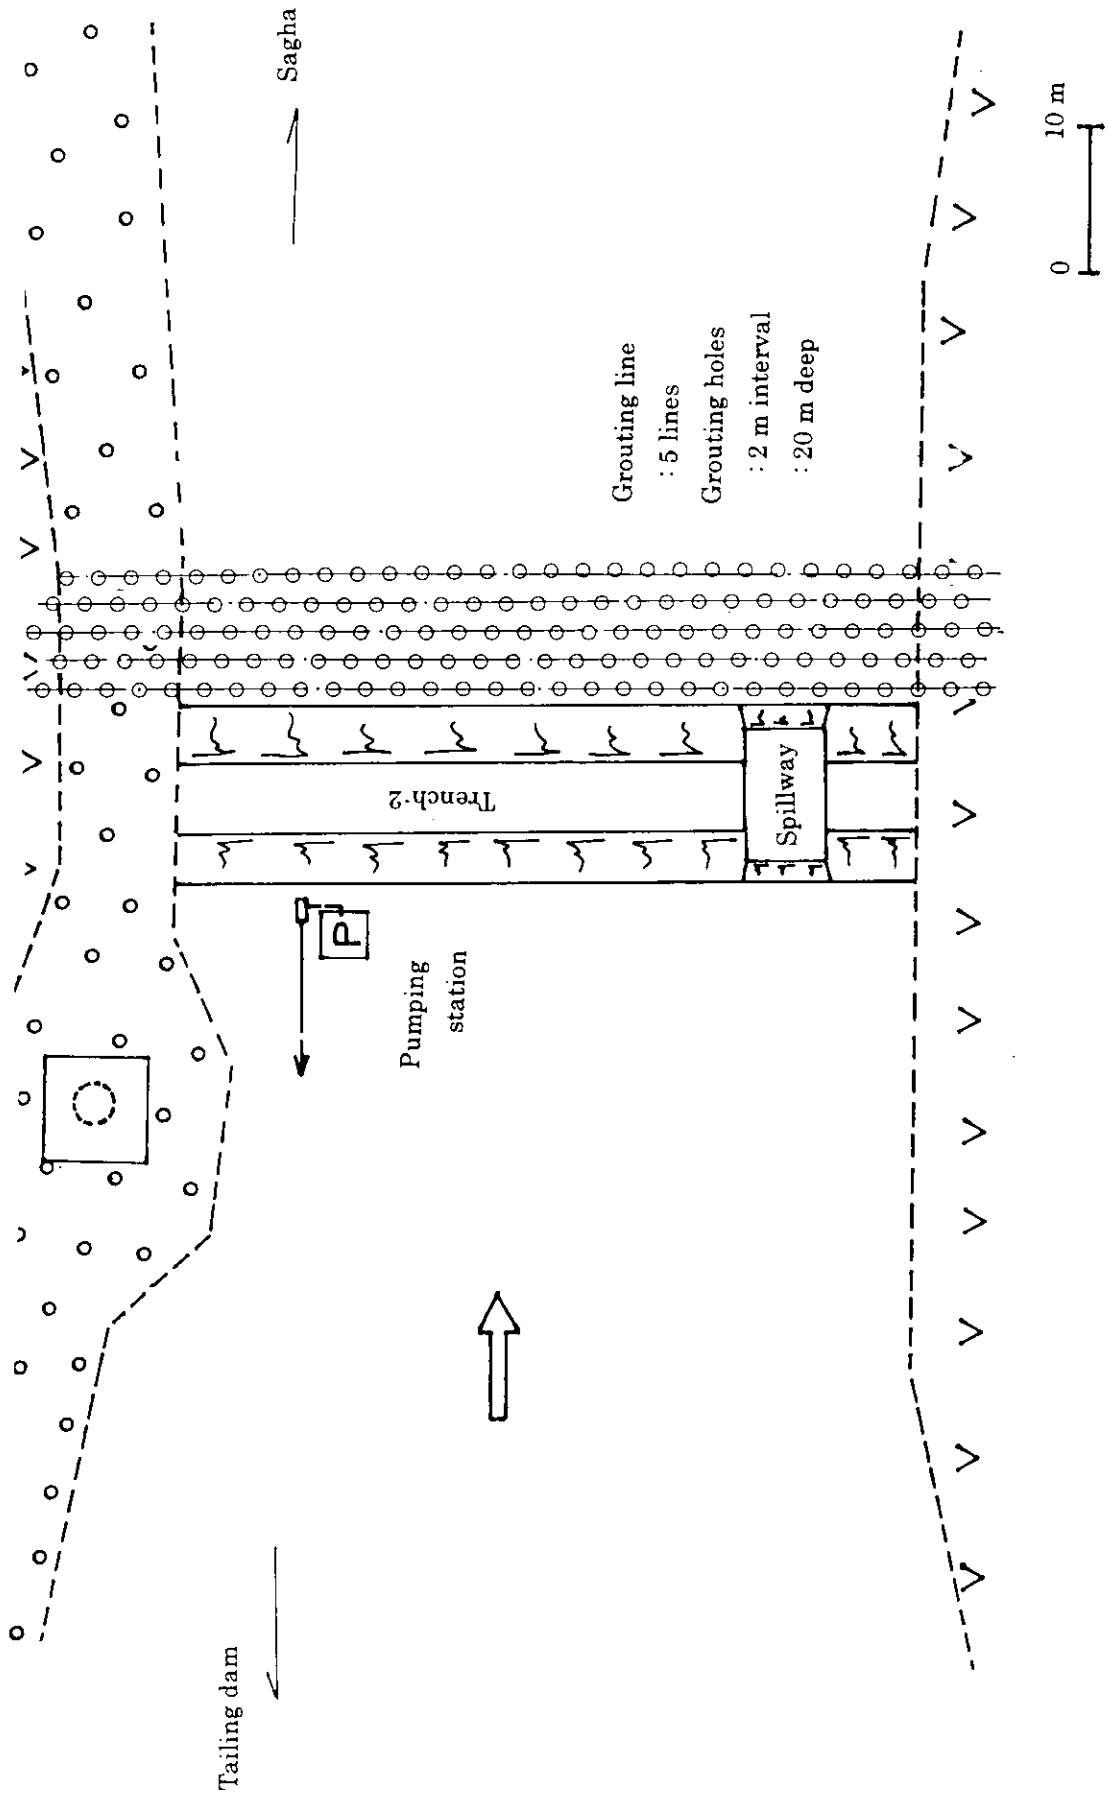 Tailing dam
Sagha
Pumping
station
P
Trench-2
Spillway
Grouting line
: 5 lines
Grouting holes
: 2 m interval
: 20 m deep
0 10 m